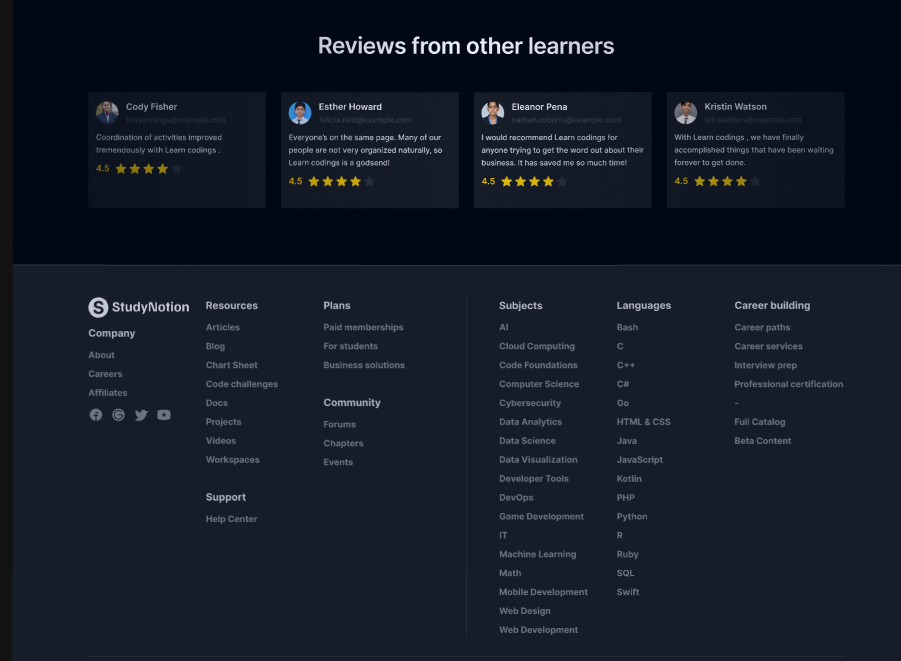 Reviews from other learners
Cody Fisher
tim.jennings@example.com
Coordination of activities improved
tremendously with Learn codings .
4.5
Esther Howard
felicia.reid@example.com
Everyone's on the same page. Many of our
people are not very organized naturally, so
Learn codings is a godsend!
4.5
Eleanor Pena
nathan.roberts@example.com
I would recommend Learn codings for
anyone trying to get the word out about their
business. It has saved me so much time!
4.5
Kristin Watson
bill.sanders@example.com
With Learn codings , we have finally
accomplished things that have been waiting
forever to get done.
4.5
StudyNotion
Company
About
Careers
Affiliates
Resources
Articles
Blog
Chart Sheet
Code challenges
Docs
Projects
Videos
Workspaces
Support
Help Center
Plans
Paid memberships
For students
Business solutions
Community
Forums
Chapters
Events
Subjects
AI
Cloud Computing
Code Foundations
Computer Science
Cybersecurity
Data Analytics
Data Science
Data Visualization
Developer Tools
DevOps
Game Development
IT
Machine Learning
Math
Mobile Development
Web Design
Web Development
Languages
Bash
C
C++
C#
Go
HTML & CSS
Java
JavaScript
Kotlin
PHP
Python
R
Ruby
SQL
Swift
Career building
Career paths
Career services
Interview prep
Professional certification
-
Full Catalog
Beta Content